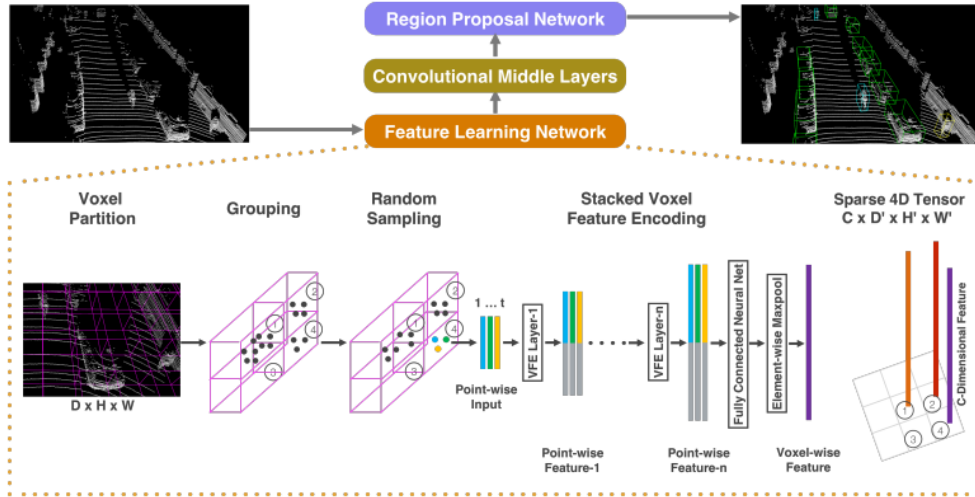 Region Proposal Network
Convolutional Middle Layers
Feature Learning Network
Voxel
Partition
Grouping
Random
Sampling
Stacked Voxel
Feature Encoding
Sparse 4D Tensor
C x D' x H' x W'
D x H x W
1
2
3
4
1
2
3
4
1 ... t
Point-wise
Input
VFE Layer-1
Point-wise
Feature-1
VFE Layer-n
Point-wise
Feature-n
Fully Connected Neural Net
Element-wise Maxpool
Voxel-wise
Feature
C-Dimensional Feature
1
2
3
4